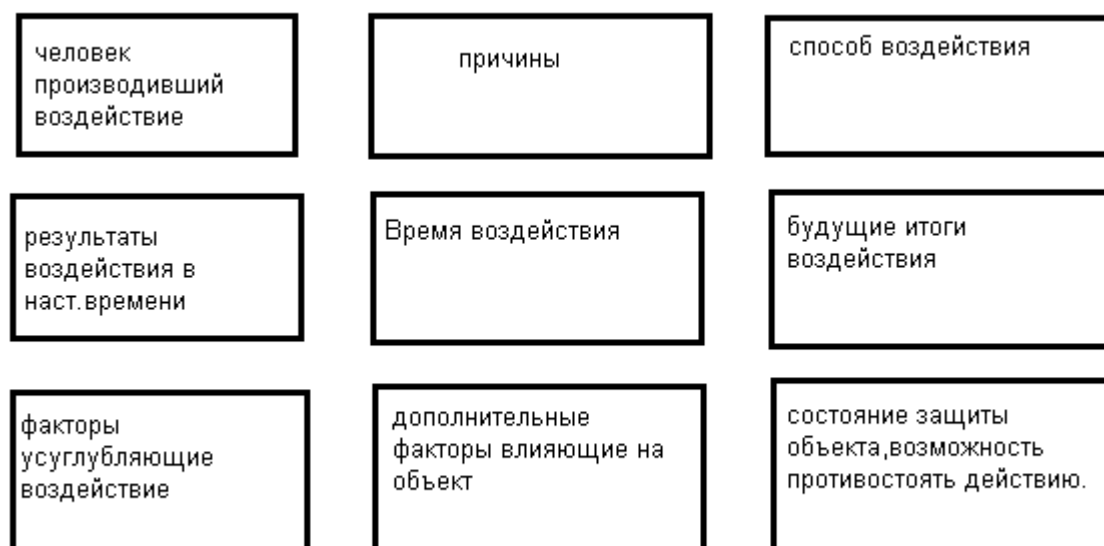 человек
производивший
воздействие
причины
способ воздействия
результаты
воздействия в
наст.времени
Время воздействия
будущие итоги
воздействия
факторы
усуглубляющие
воздействие
дополнительные
факторы влияющие на
объект
состояние защиты
объекта,возможность
противостоять действию.